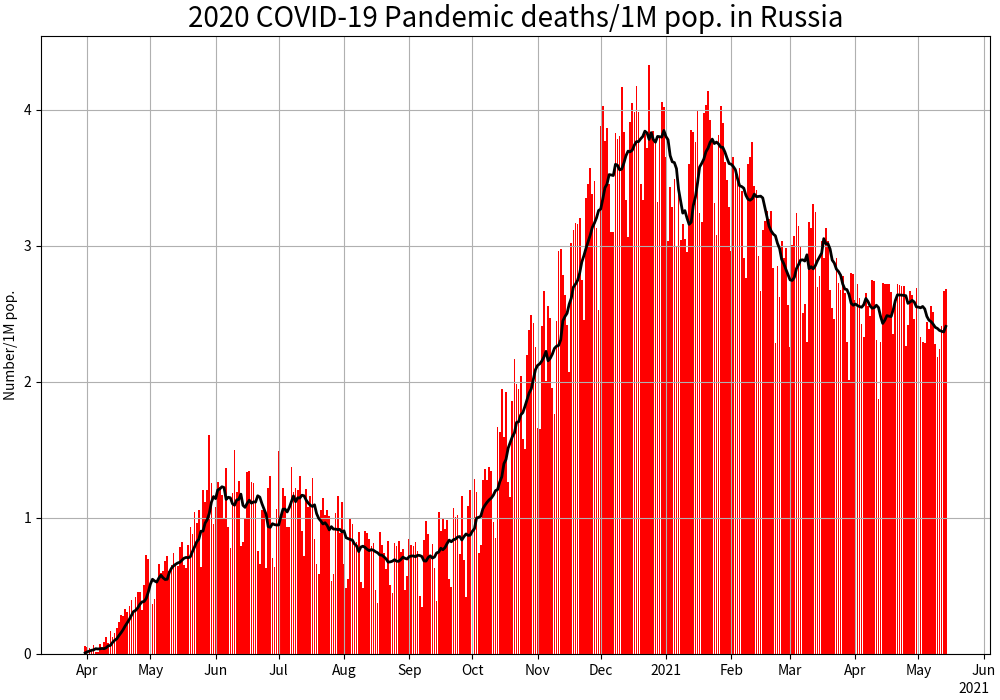 2020 COVID-19 Pandemic deaths/1M pop. in Russia
Number/1M pop.
4
3
2
1
0
Apr May Jun Jul Aug Sep Oct Nov Dec 2021 Feb Mar Apr May Jun
2021